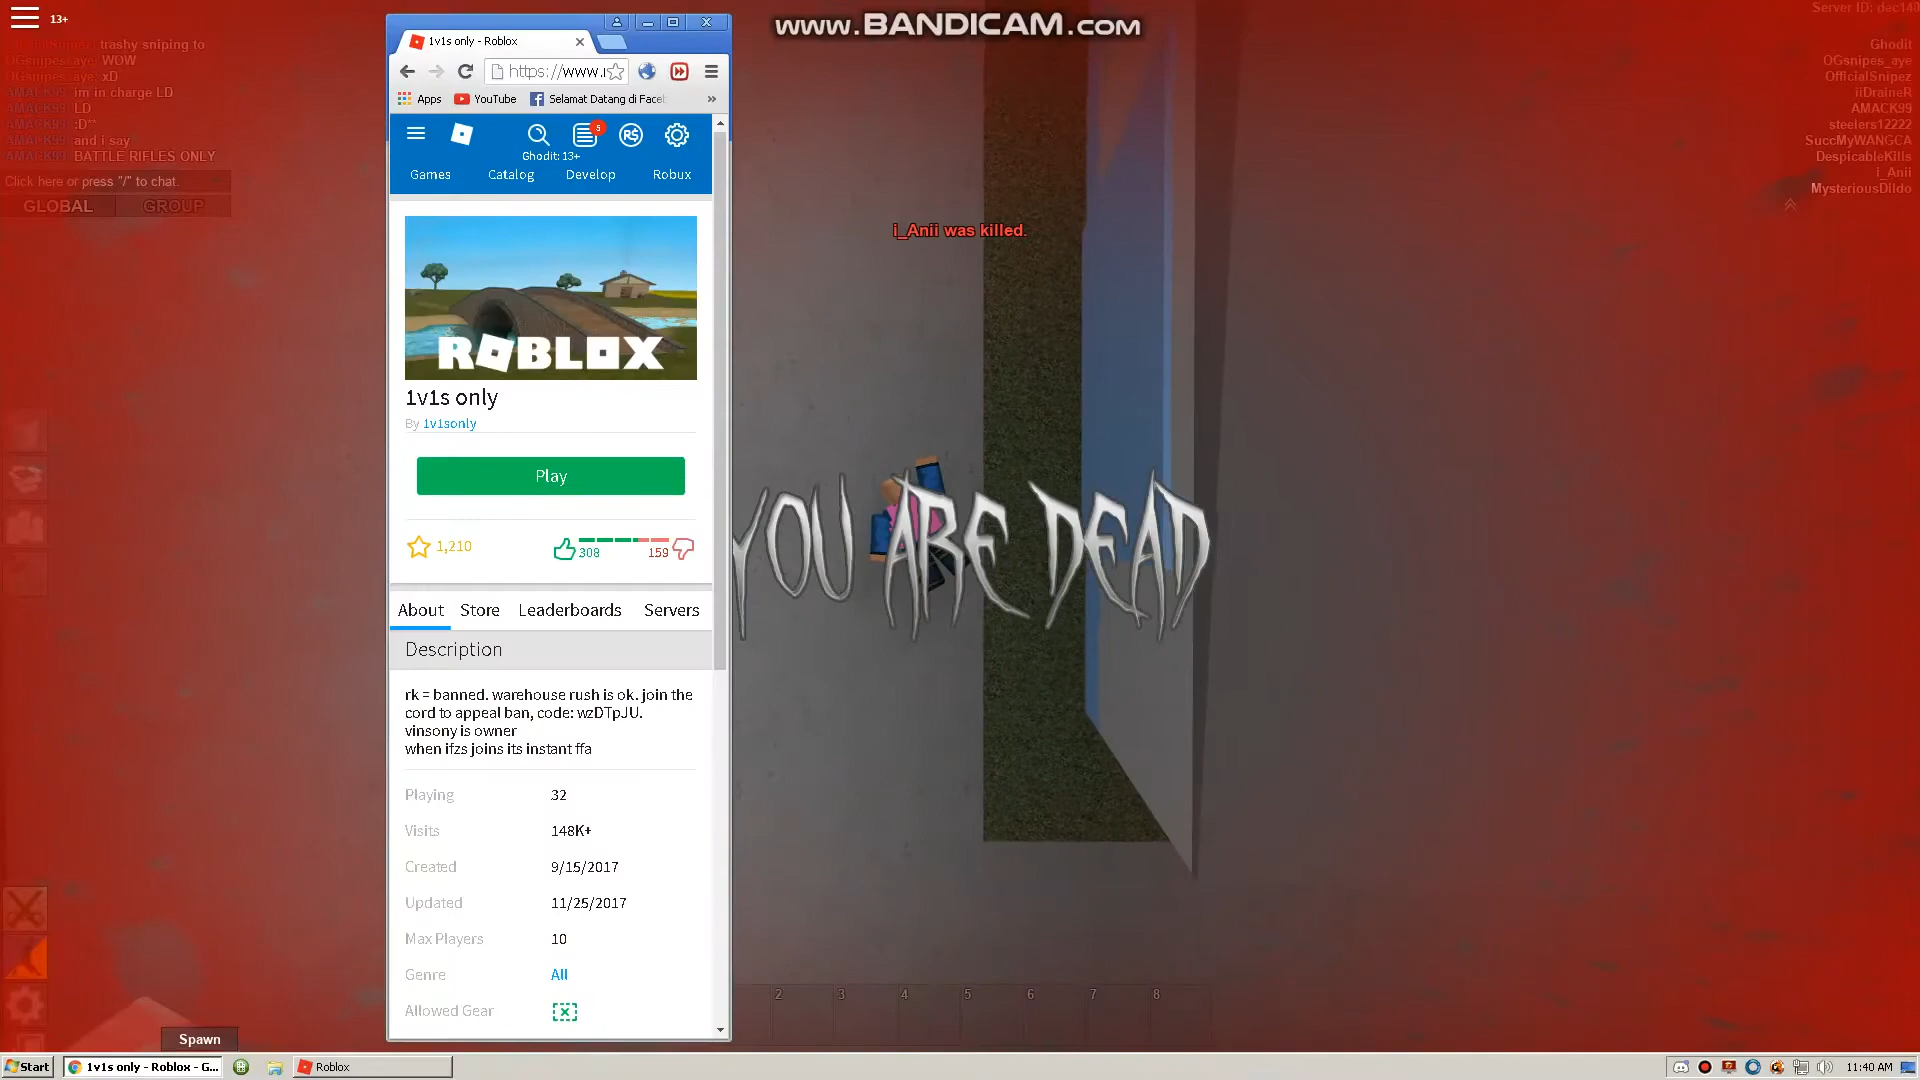 13+
www.BANDICAM.com
Server ID: dec140
trashy sniping to
OGsnipes_aye: WOW
OGsnipes_aye: xD
AMACK99: im in charge LD
AMACK99: LD
AMACK99: :D**
AMACK99: and i say
AMACK99: BATTLE RIFLES ONLY
Click here or press "/" to chat.
GLOBAL GROUP
Ghodit
OGsnipes_aye
OfficialSnipez
iiDraineR
AMACK99
steelers12222
SuccMyWANGCA
DespicableKills
i_Anii
MysteriousDildo
1v1s only - Roblox
https://www.r
Apps YouTube Selamat Datang di Facet »
5
Ghodit: 13+
Games Catalog Develop Robux
ROBLOX
1v1s only
By 1v1sonly
Play
1,210 308 159
About Store Leaderboards Servers
Description
rk = banned. warehouse rush is ok. join the
cord to appeal ban, code: wzDTpJU.
vinsony is owner
when ifzs joins its instant ffa
Playing 32
Visits 148K+
Created 9/15/2017
Updated 11/25/2017
Max Players 10
Genre All
Allowed Gear
i_Anii was killed.
YOU ARE DEAD
2 3 4 5 6 7 8
Spawn
Start 1v1s only - Roblox - G... Roblox 11:40 AM